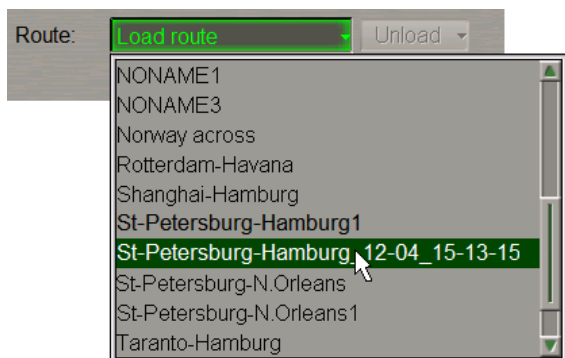 Route: Load route Unload
NONAME1
NONAME3
Norway across
Rotterdam-Havana
Shanghai-Hamburg
St-Petersburg-Hamburg1
St-Petersburg-Hamburg_12-04_15-13-15
St-Petersburg-N.Orleans
St-Petersburg-N.Orleans1
Taranto-Hamburg